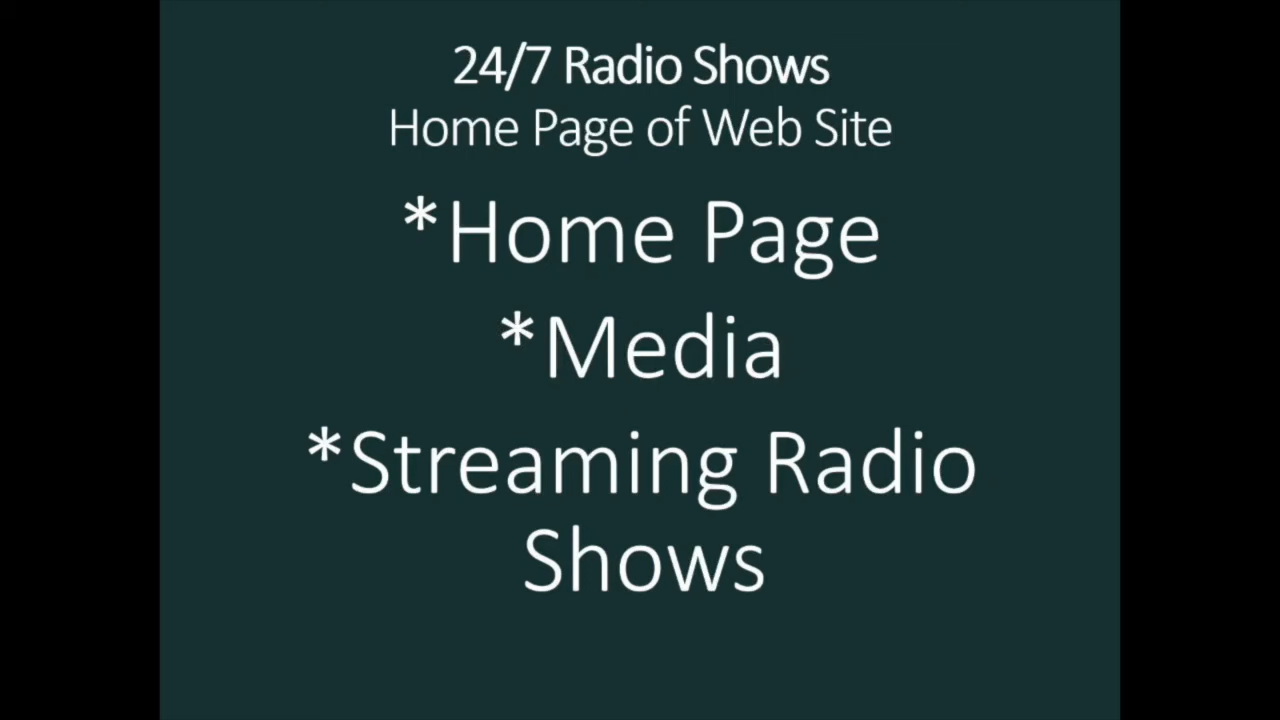 24/7 Radio Shows
Home Page of Web Site
*Home Page
*Media
*Streaming Radio
Shows